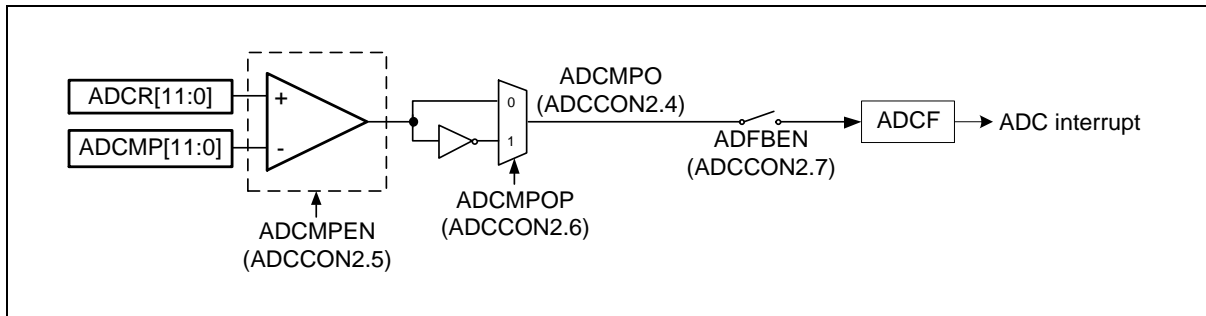 ADCR[11:0]
ADCMP[11:0]
+
-
ADCMPEN
(ADCCON2.5)
0
1
ADCMPOP
(ADCCON2.6)
ADCMPO
(ADCCON2.4)
ADFBEN
(ADCCON2.7)
ADCF
ADC interrupt